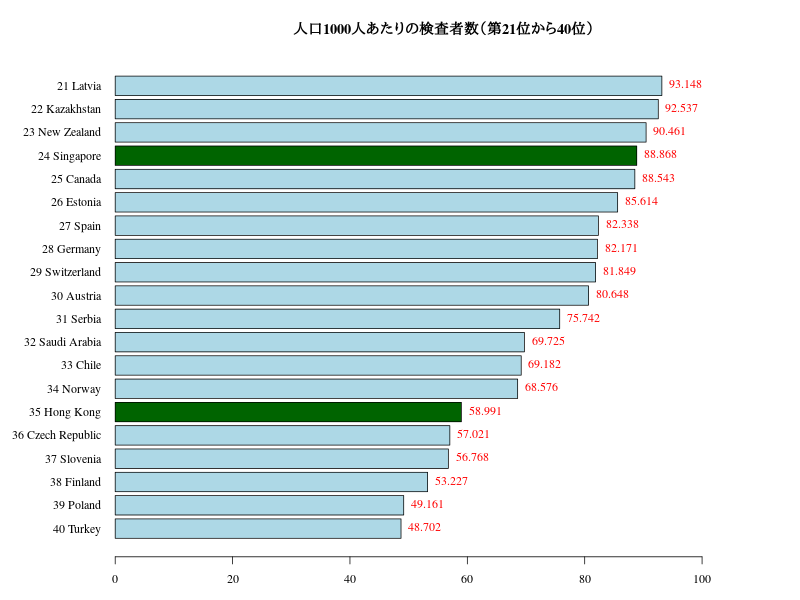 人口1000人あたりの検査者数（第21位から40位）
21 Latvia 93.148
22 Kazakhstan 92.537
23 New Zealand 90.461
24 Singapore 88.868
25 Canada 88.543
26 Estonia 85.614
27 Spain 82.338
28 Germany 82.171
29 Switzerland 81.849
30 Austria 80.648
31 Serbia 75.742
32 Saudi Arabia 69.725
33 Chile 69.182
34 Norway 68.576
35 Hong Kong 58.991
36 Czech Republic 57.021
37 Slovenia 56.768
38 Finland 53.227
39 Poland 49.161
40 Turkey 48.702
0 20 40 60 80 100